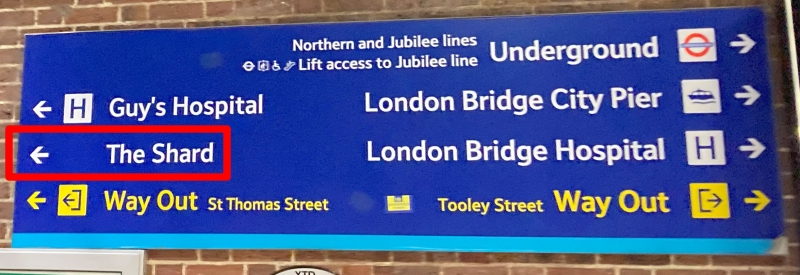 Northern and Jubilee lines Underground
Lift access to Jubilee line
← H Guy's Hospital
London Bridge City Pier →
← The Shard
London Bridge Hospital H →
← Way Out St Thomas Street
Tooley Street Way Out →